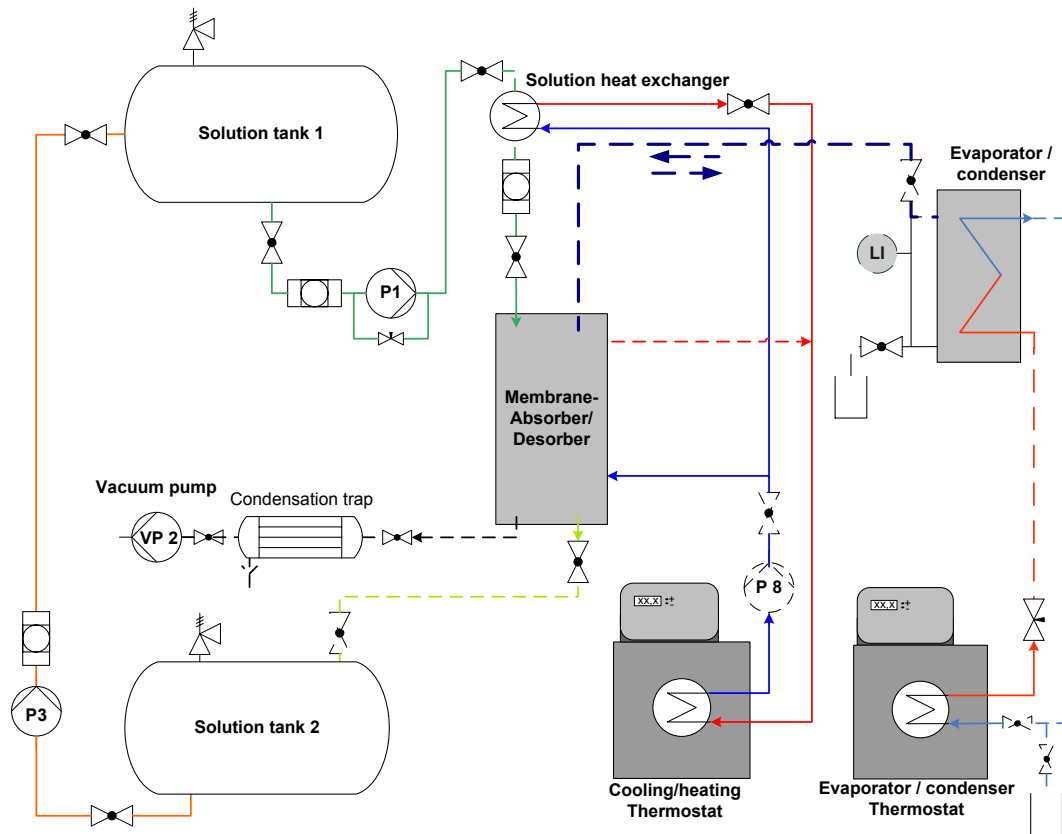 Solution heat exchanger
Solution tank 1
Evaporator /
condenser
LI
P1
Membrane-
Absorber/
Desorber
Vacuum pump
Condensation trap
VP 2
P 8
XX,X
XX,X
P3
Solution tank 2
Cooling/heating
Thermostat
Evaporator / condenser
Thermostat